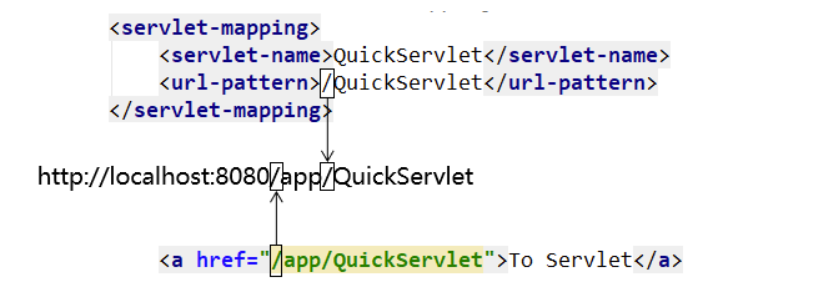 <servlet-mapping>
<servlet-name>QuickServlet</servlet-name>
<url-pattern>/QuickServlet</url-pattern>
</servlet-mapping>
http://localhost:8080/app/QuickServlet
<a href="/app/QuickServlet">To Servlet</a>